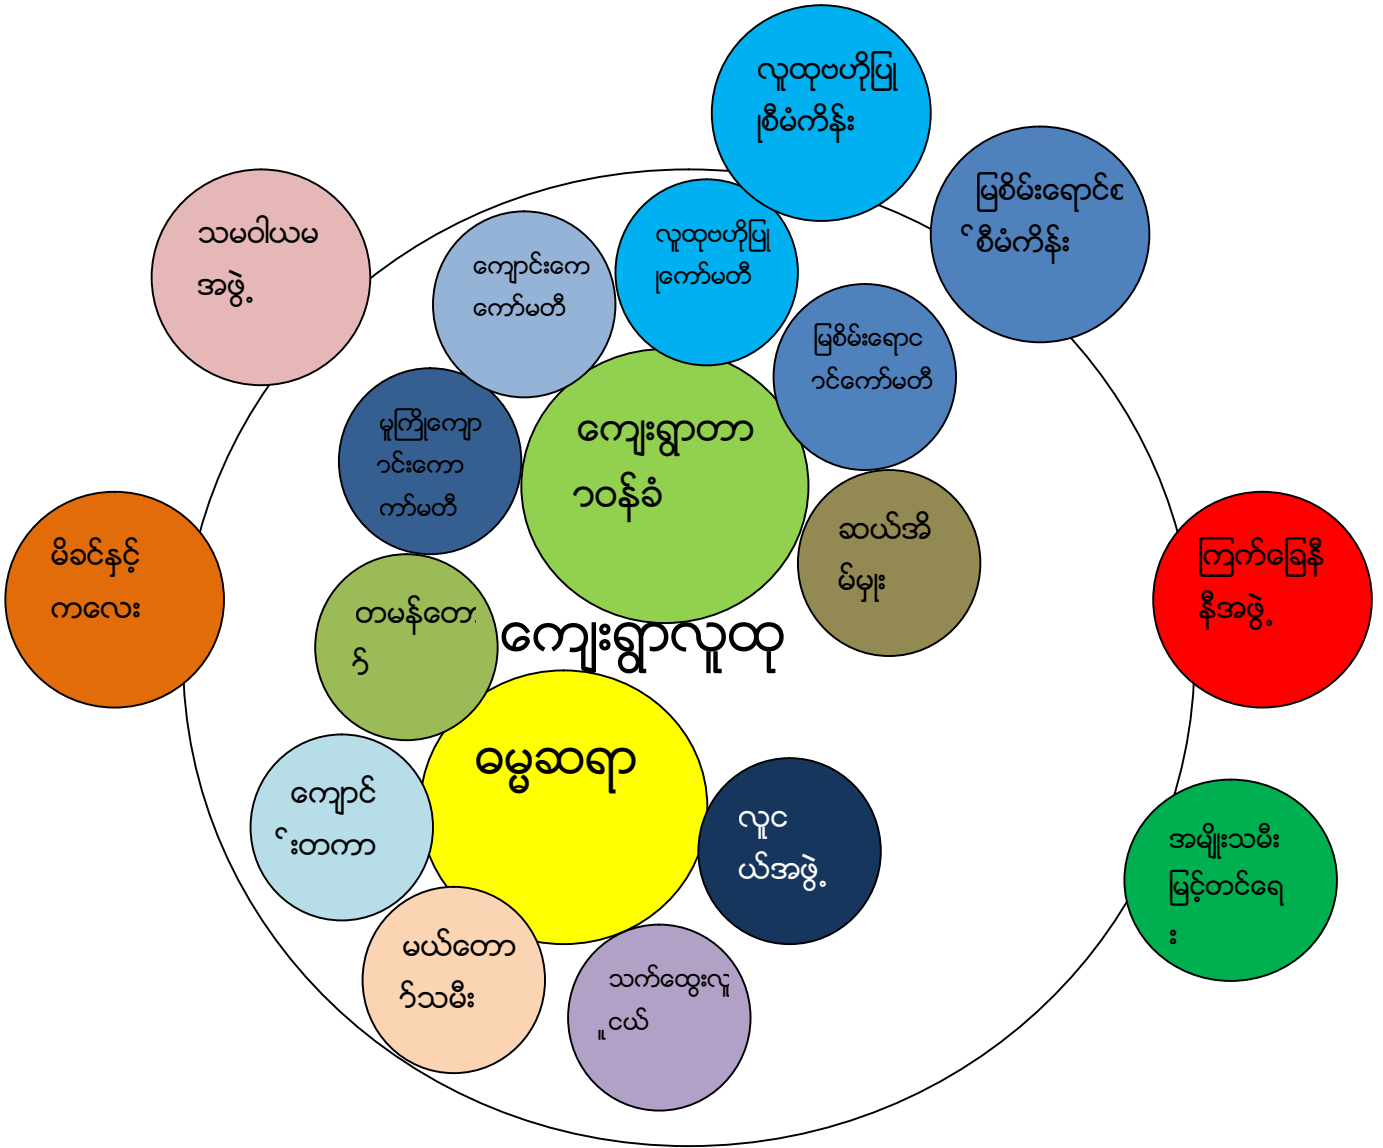 လူထုဗဟိုပြု
ုစီမံကိန်း
မြစိမ်းရောင်စ
်စီမံကိန်း
သမဝါယမ
အဖွဲ့
လူထုဗဟိုပြု
ုကော်မတီ
ကျောင်းကေ
ကော်မတီ
မြစိမ်းရောင
ာင်ကော်မတီ
မူကြိုကျော
ာင်းကော
ကာ်မတီ
ကျေးရွာတာ
ာဝန်ခံ
ဆယ်အိ
မ်မှုး
မိခင်နှင့်
ကလေး
ကြက်ခြေနီ
နီအဖွဲ့
တမန်တော
ာ်
ကျေးရွာလူထု
ဓမ္မဆရာ
ကျောင်
်းတကာ
လူင
ယ်အဖွဲ့
အမျိုးသမီး
မြင့်တင်ရေ
း
မယ်တော
ာ်သမီး
သက်ထွေးလူ
ူငယ်